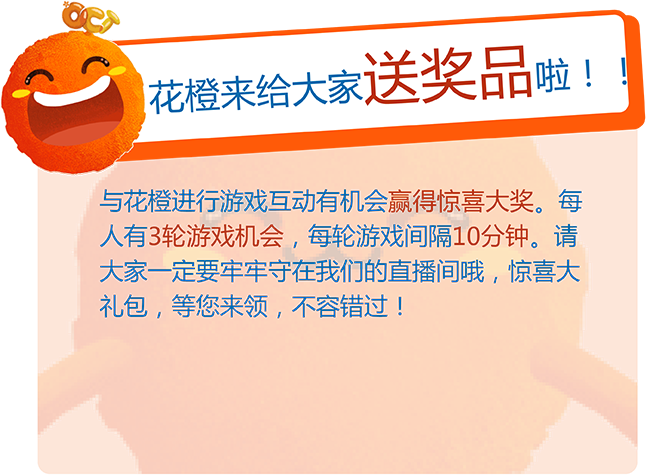 OCT
花橙来给大家送奖品啦！！
与花橙进行游戏互动有机会赢得惊喜大奖。每
人有3轮游戏机会，每轮游戏间隔10分钟。请
大家一定要牢牢守在我们的直播间哦，惊喜大
礼包，等您来领，不容错过！